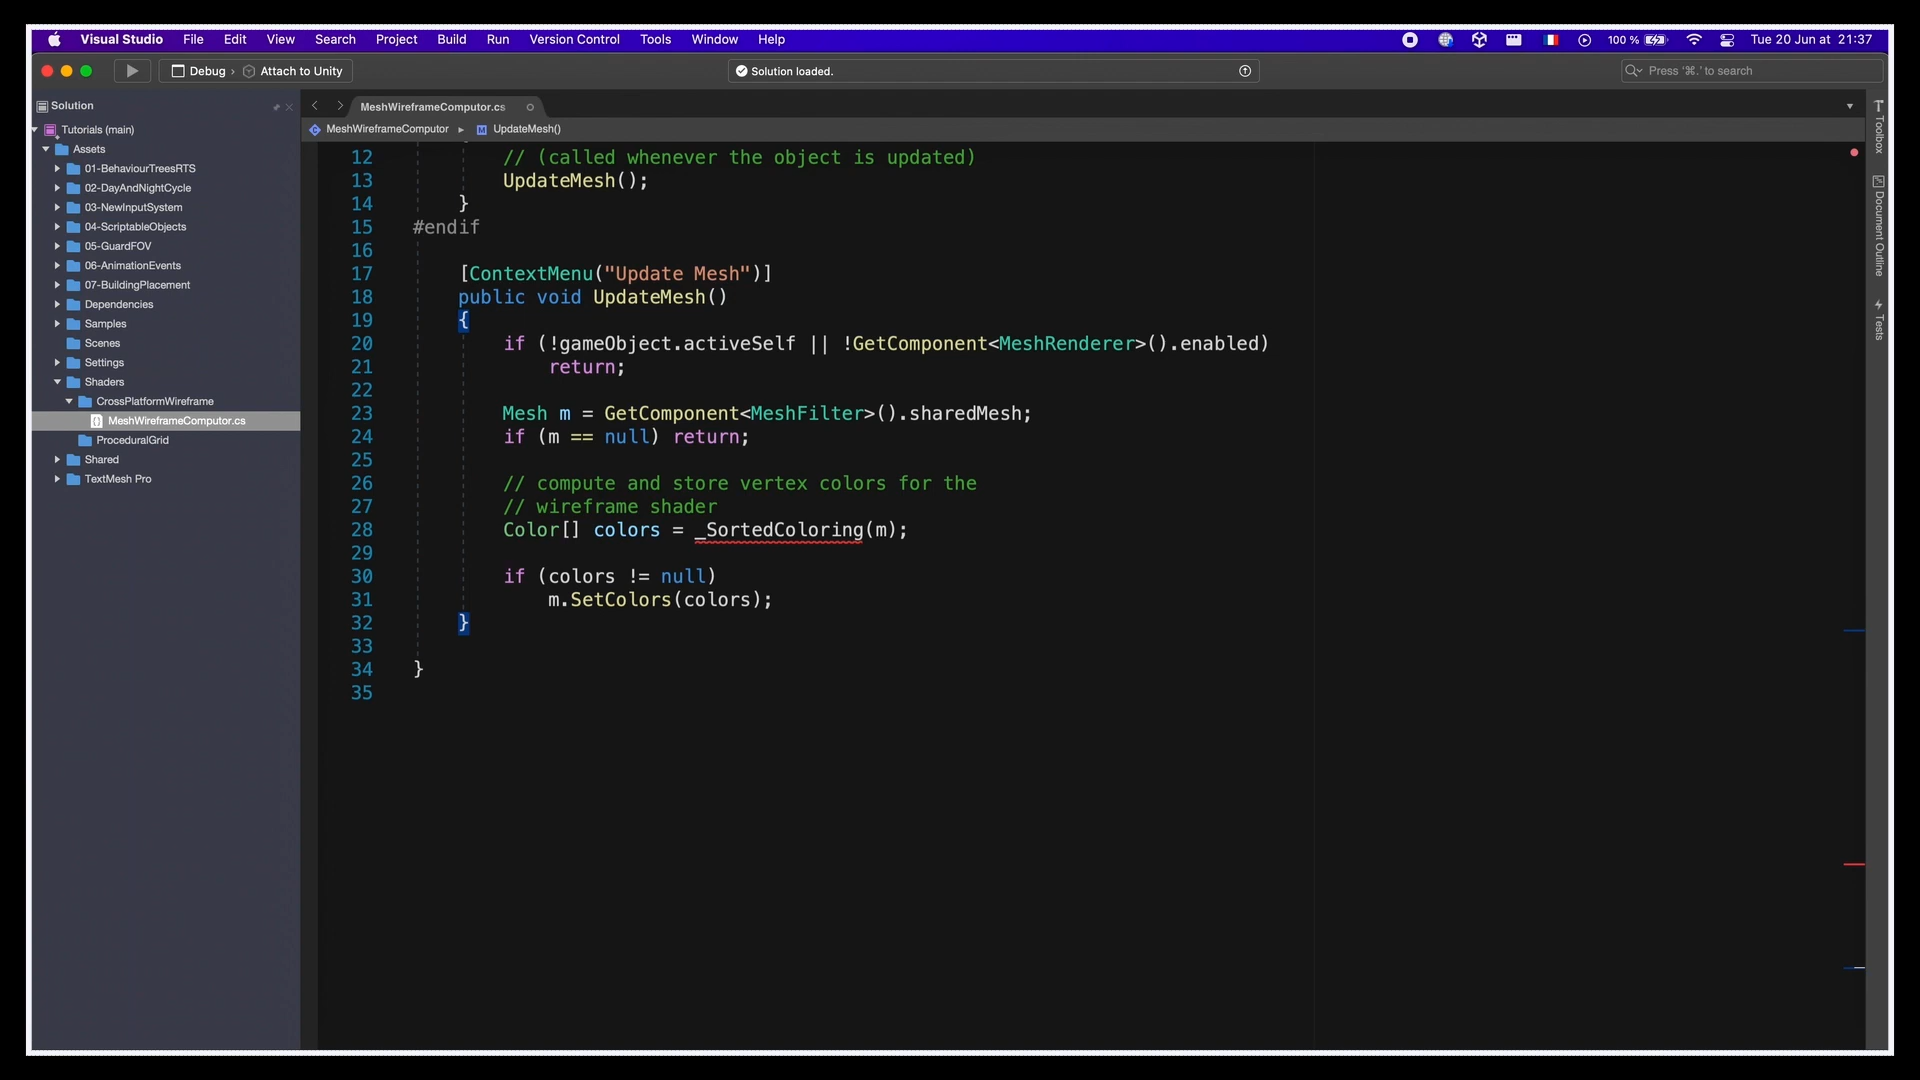 Visual Studio File Edit View Search Project Build Run Version Control Tools Window Help 100 % Tue 20 Jun at 21:37
Debug › Attach to Unity Solution loaded. Press '⌘.' to search
Solution
MeshWireframeComputor.cs
MeshWireframeComputor ▸ UpdateMesh()
Tutorials (main)
Assets
01-BehaviourTreesRTS
02-DayAndNightCycle
03-NewInputSystem
04-ScriptableObjects
05-GuardFOV
06-AnimationEvents
07-BuildingPlacement
Dependencies
Samples
Scenes
Settings
Shaders
CrossPlatformWireframe
MeshWireframeComputor.cs
ProceduralGrid
Shared
TextMesh Pro
12 // (called whenever the object is updated)
13 UpdateMesh();
14 }
15 #endif
16
17 [ContextMenu("Update Mesh")]
18 public void UpdateMesh()
19 {
20 if (!gameObject.activeSelf || !GetComponent<MeshRenderer>().enabled)
21 return;
22
23 Mesh m = GetComponent<MeshFilter>().sharedMesh;
24 if (m == null) return;
25
26 // compute and store vertex colors for the
27 // wireframe shader
28 Color[] colors = _SortedColoring(m);
29
30 if (colors != null)
31 m.SetColors(colors);
32 }
33
34 }
35
Toolbox
Document Outline
Tests